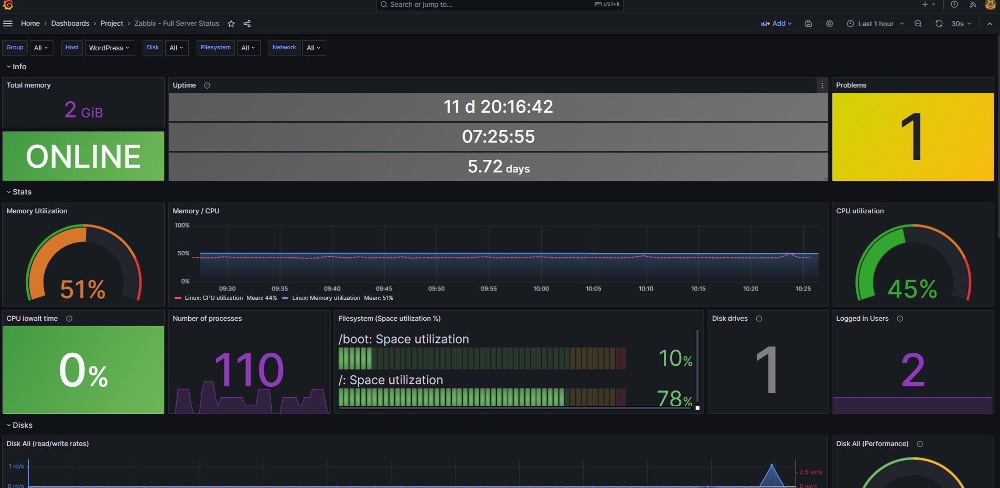 Search or jump to...
ctrl+k
Home › Dashboards › Project › Zabbix - Full Server Status
Add
Last 1 hour
30s
Group All Host WordPress Disk All Filesystem All Network All
Info
Total memory
2 GiB
ONLINE
Uptime
11 d 20:16:42
07:25:55
5.72 days
Problems
1
Stats
Memory Utilization
51%
Memory / CPU
100%
50%
0%
09:30 09:35 09:40 09:45 09:50 09:55 10:00 10:05 10:10 10:15 10:20 10:25
Linux: CPU utilization Mean: 44% Linux: Memory utilization Mean: 51%
CPU utilization
45%
CPU iowait time
0%
Number of processes
110
Filesystem (Space utilization %)
/boot: Space utilization
10%
/: Space utilization
78%
Disk drives
1
Logged in Users
2
Disks
Disk All (read/write rates)
1 rd/s
0 rd/s
2.5 wr/s
0 wr/s
Disk All (Performance)